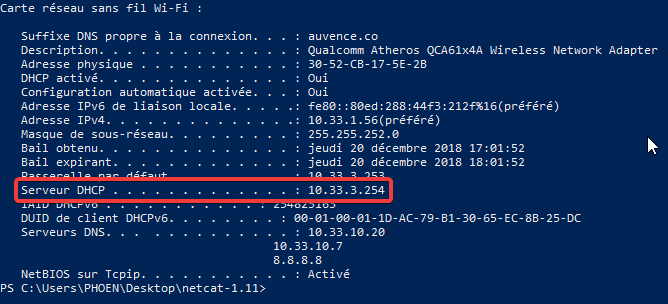 Carte réseau sans fil Wi-Fi :
Suffixe DNS propre à la connexion. . . : auvence.co
Description. . . . . . . . . . . . . . : Qualcomm Atheros QCA61x4A Wireless Network Adapter
Adresse physique . . . . . . . . . . . : 30-52-CB-17-5E-2B
DHCP activé. . . . . . . . . . . . . . : Oui
Configuration automatique activée. . . : Oui
Adresse IPv6 de liaison locale. . . . .: fe80::80ed:288:44f3:212f%16(préféré)
Adresse IPv4. . . . . . . . . . . . . .: 10.33.1.56(préféré)
Masque de sous-réseau. . . . . . . . . : 255.255.252.0
Bail obtenu. . . . . . . . . . . . . . : jeudi 20 décembre 2018 17:01:52
Bail expirant. . . . . . . . . . . . . : jeudi 20 décembre 2018 18:01:52
Passerelle par défaut. . . . . . . . . : 10.33.3.253
Serveur DHCP . . . . . . . . . . . . . : 10.33.3.254
IAID DHCPv6 . . . . . . . . . . . : 254825163
DUID de client DHCPv6. . . . . . . . : 00-01-00-01-1D-AC-79-B1-30-65-EC-8B-25-DC
Serveurs DNS. . . . . . . . . . . . . : 10.33.10.20
10.33.10.7
8.8.8.8
NetBIOS sur Tcpip. . . . . . . . . . . : Activé
PS C:\Users\PHOEN\Desktop\netcat-1.11>